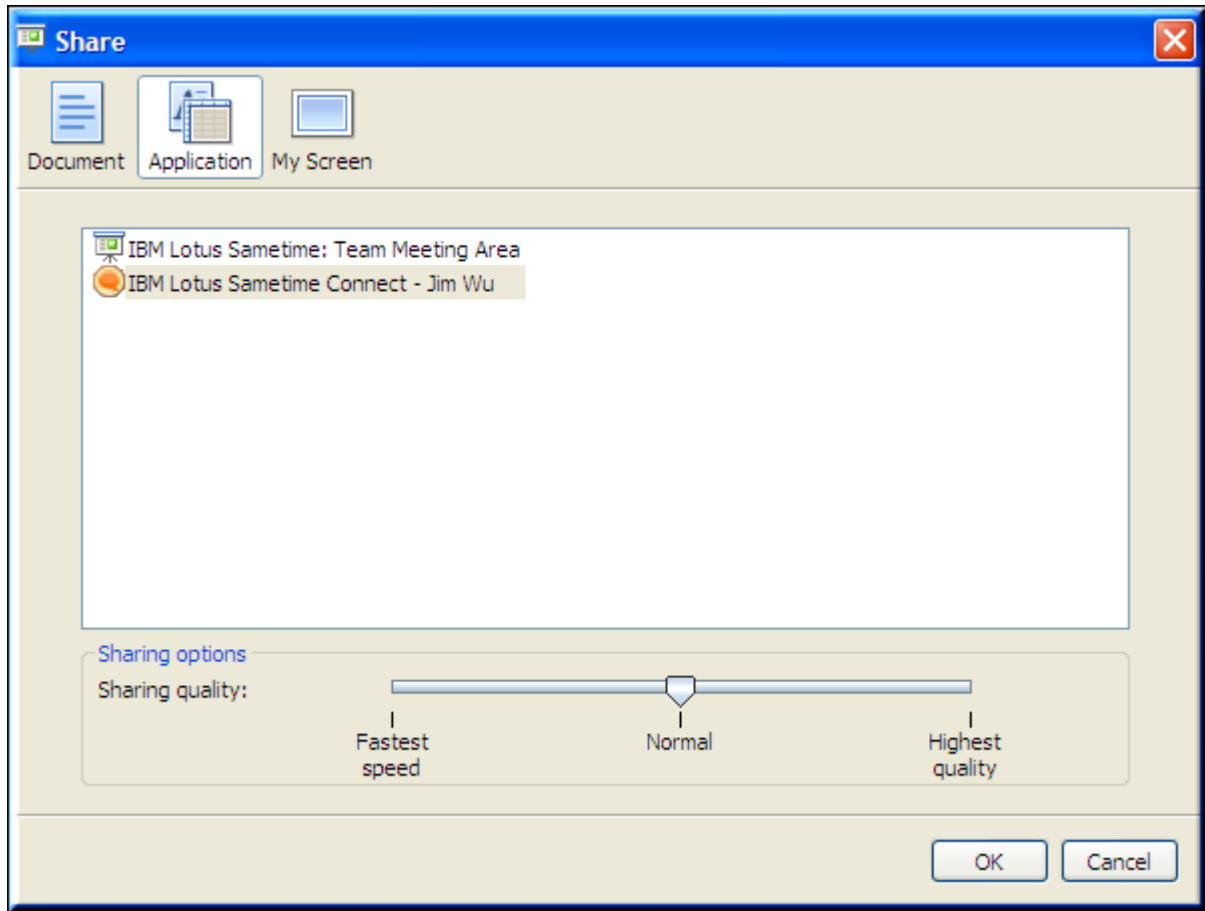 Share
Document Application My Screen
IBM Lotus Sametime: Team Meeting Area
IBM Lotus Sametime Connect - Jim Wu
Sharing options
Sharing quality:
Fastest speed
Normal
Highest quality
OK Cancel